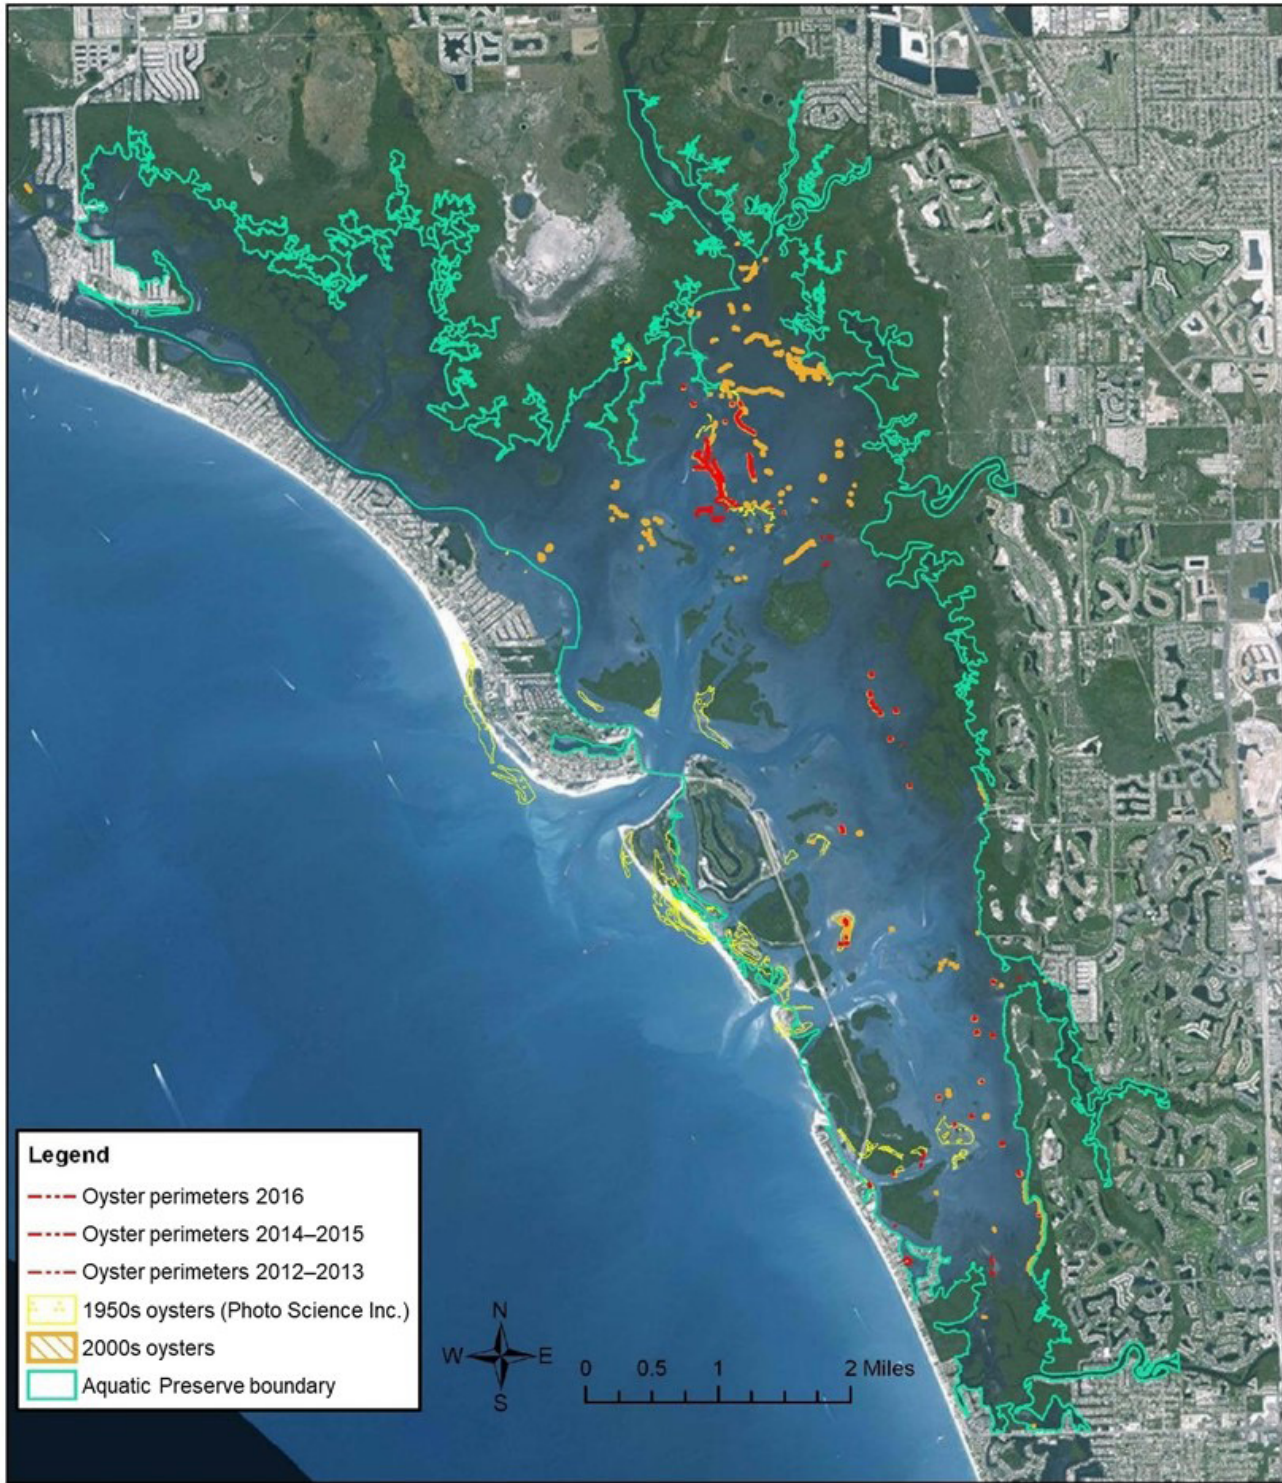 Legend
Oyster perimeters 2016
Oyster perimeters 2014–2015
Oyster perimeters 2012–2013
1950s oysters (Photo Science Inc.)
2000s oysters
Aquatic Preserve boundary
N
W E
S
0 0.5 1 2 Miles